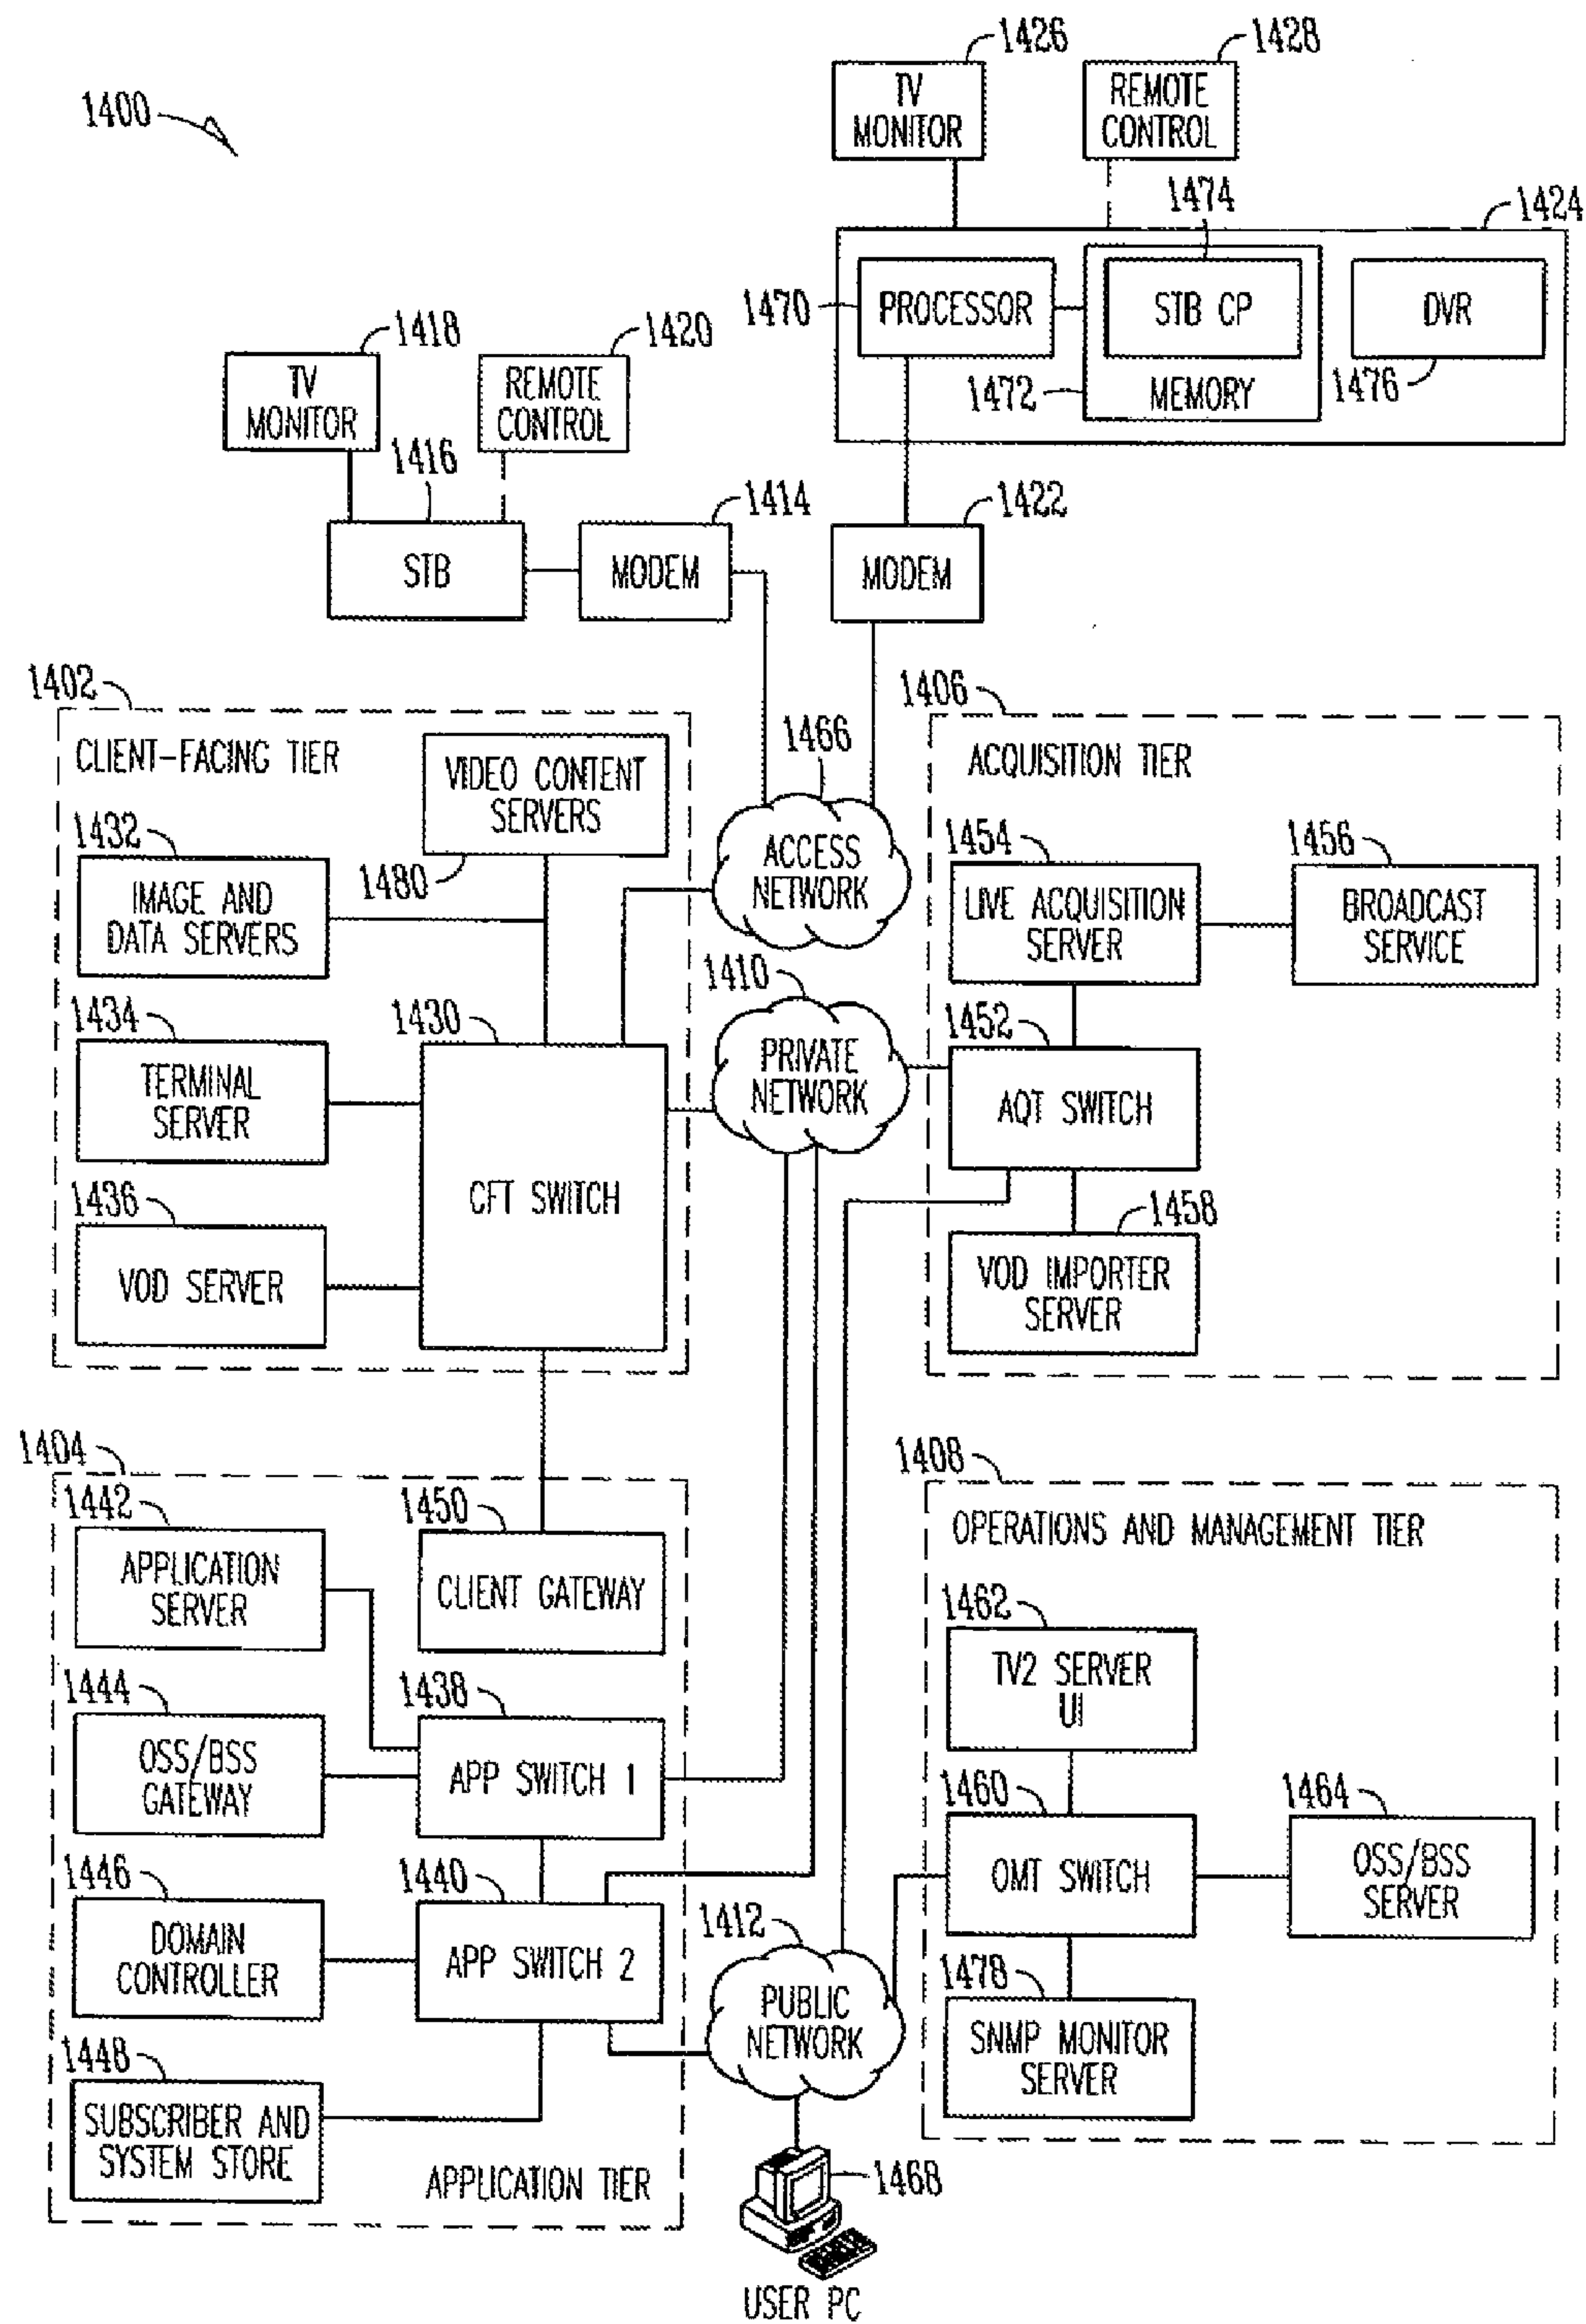 1400
1426
TV
MONITOR
1428
REMOTE
CONTROL
1474
1424
1470
PROCESSOR
STB CP
DVR
1472
MEMORY
1476
1418
TV
MONITOR
1420
REMOTE
CONTROL
1416
STB
1414
MODEM
1422
MODEM
1402
CLIENT-FACING TIER
VIDEO CONTENT
SERVERS
1480
1432
IMAGE AND
DATA SERVERS
1434
TERMINAL
SERVER
1430
CFT SWITCH
1436
VOD SERVER
1466
ACCESS
NETWORK
1410
PRIVATE
NETWORK
1406
ACQUISITION TIER
1454
LIVE ACQUISITION
SERVER
1456
BROADCAST
SERVICE
1452
AQT SWITCH
1458
VOD IMPORTER
SERVER
1404
1442
APPLICATION
SERVER
1450
CLIENT GATEWAY
1444
OSS/BSS
GATEWAY
1438
APP SWITCH 1
1446
DOMAIN
CONTROLLER
1440
APP SWITCH 2
1448
SUBSCRIBER AND
SYSTEM STORE
APPLICATION TIER
1412
PUBLIC
NETWORK
1408
OPERATIONS AND MANAGEMENT TIER
1462
TV2 SERVER
UI
1460
OMT SWITCH
1464
OSS/BSS
SERVER
1478
SNMP MONITOR
SERVER
1468
USER PC